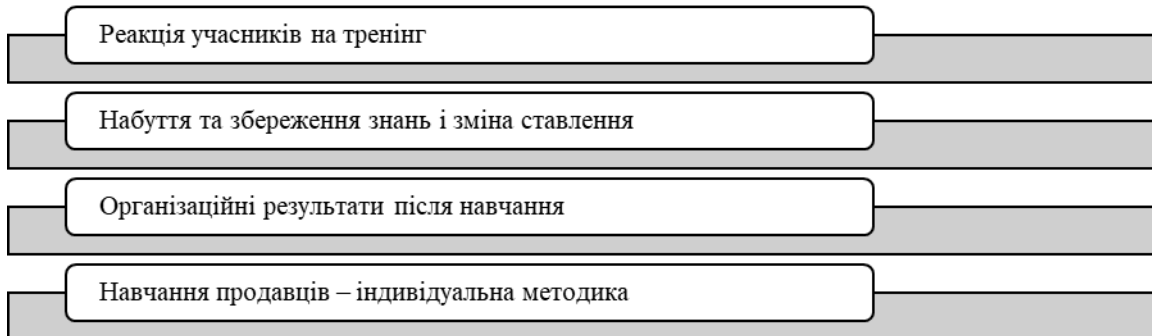 Реакція учасників на тренінг
Набуття та збереження знань і зміна ставлення
Організаційні результати після навчання
Навчання продавців – індивідуальна методика